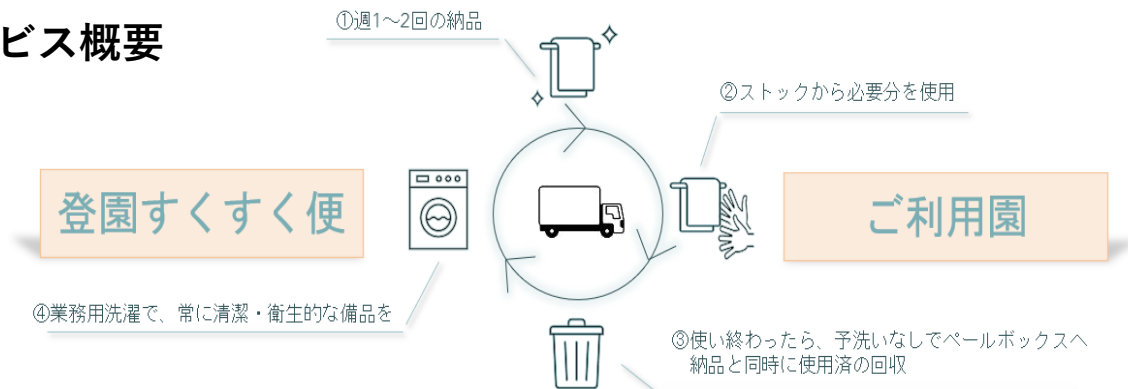 ビス概要
①週1～2回の納品
②ストックから必要分を使用
登園すくすく便
ご利用園
④業務用洗濯で、常に清潔・衛生的な備品を
③使い終わったら、予洗いなしでペールボックスへ
納品と同時に使用済の回収